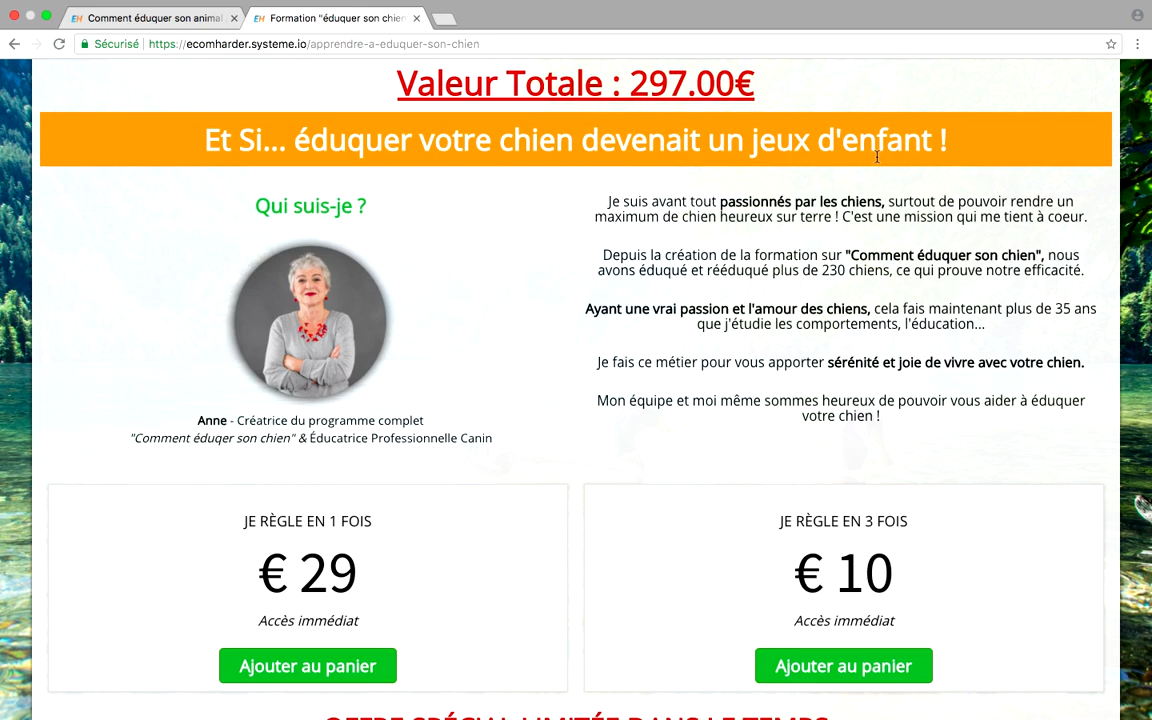 Comment éduquer son animal
Formation "éduquer son chien
Sécurisé
https://ecomharder.systeme.io/apprendre-a-eduquer-son-chien
Valeur Totale : 297.00€
Et Si... éduquer votre chien devenait un jeux d'enfant !
Qui suis-je ?
Anne - Créatrice du programme complet
"Comment éduqer son chien" & Éducatrice Professionnelle Canin
Je suis avant tout passionnés par les chiens, surtout de pouvoir rendre un
maximum de chien heureux sur terre ! C'est une mission qui me tient à coeur.
Depuis la création de la formation sur "Comment éduquer son chien", nous
avons éduqué et rééduqué plus de 230 chiens, ce qui prouve notre efficacité.
Ayant une vrai passion et l'amour des chiens, cela fais maintenant plus de 35 ans
que j'étudie les comportements, l'éducation...
Je fais ce métier pour vous apporter sérénité et joie de vivre avec votre chien.
Mon équipe et moi même sommes heureux de pouvoir vous aider à éduquer
votre chien !
JE RÈGLE EN 1 FOIS
€ 29
Accès immédiat
Ajouter au panier
JE RÈGLE EN 3 FOIS
€ 10
Accès immédiat
Ajouter au panier
OFFRE SPÉCIAL LIMITÉE DANS LE TEMPS